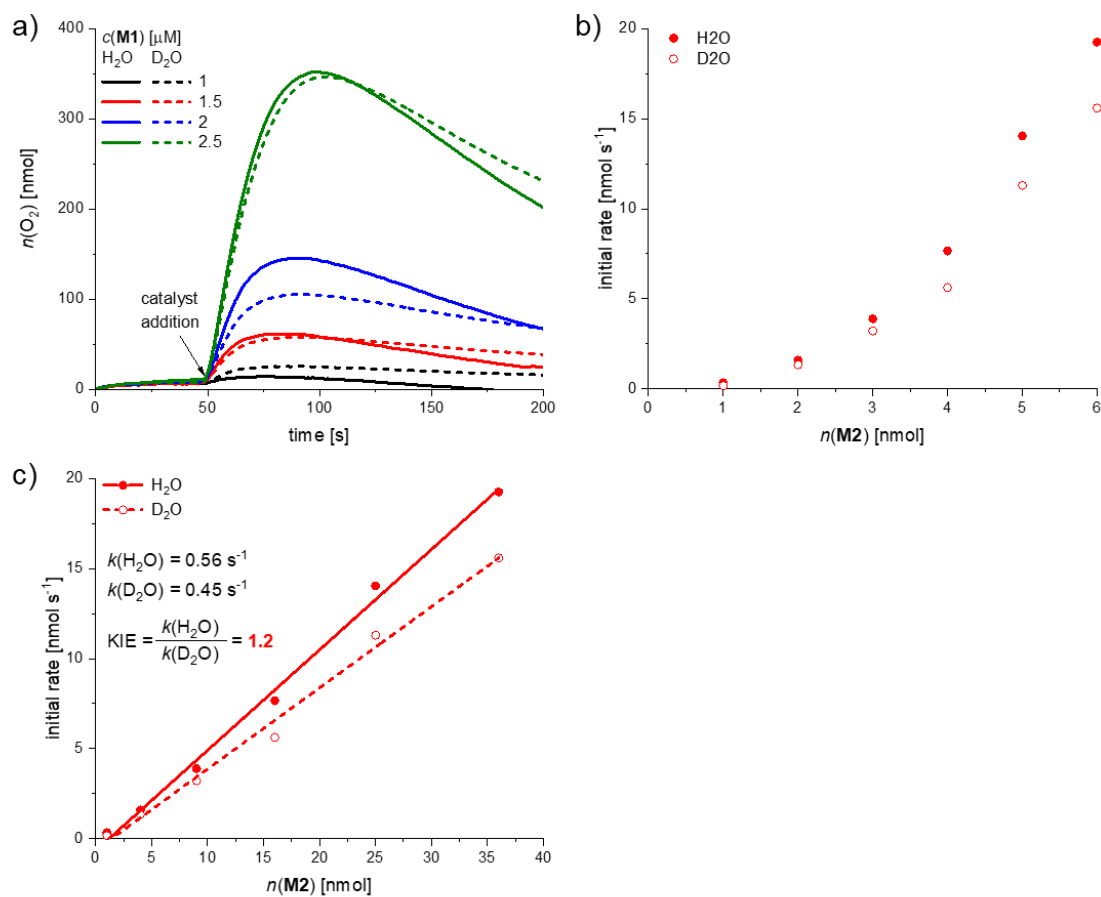 a)
c(M1) [μM]
H₂O D₂O
1
1.5
2
2.5
catalyst
addition
400
300
200
100
0
n(O₂) [nmol]
0 50 100 150 200
time [s]
b)
H2O
D2O
20
15
10
5
0
initial rate [nmol s⁻¹]
0 1 2 3 4 5 6
n(M2) [nmol]
c)
H₂O
D₂O
k(H₂O) = 0.56 s⁻¹
k(D₂O) = 0.45 s⁻¹
KIE = k(H₂O) / k(D₂O) = 1.2
20
15
10
5
0
initial rate [nmol s⁻¹]
0 5 10 15 20 25 30 35 40
n(M2) [nmol]